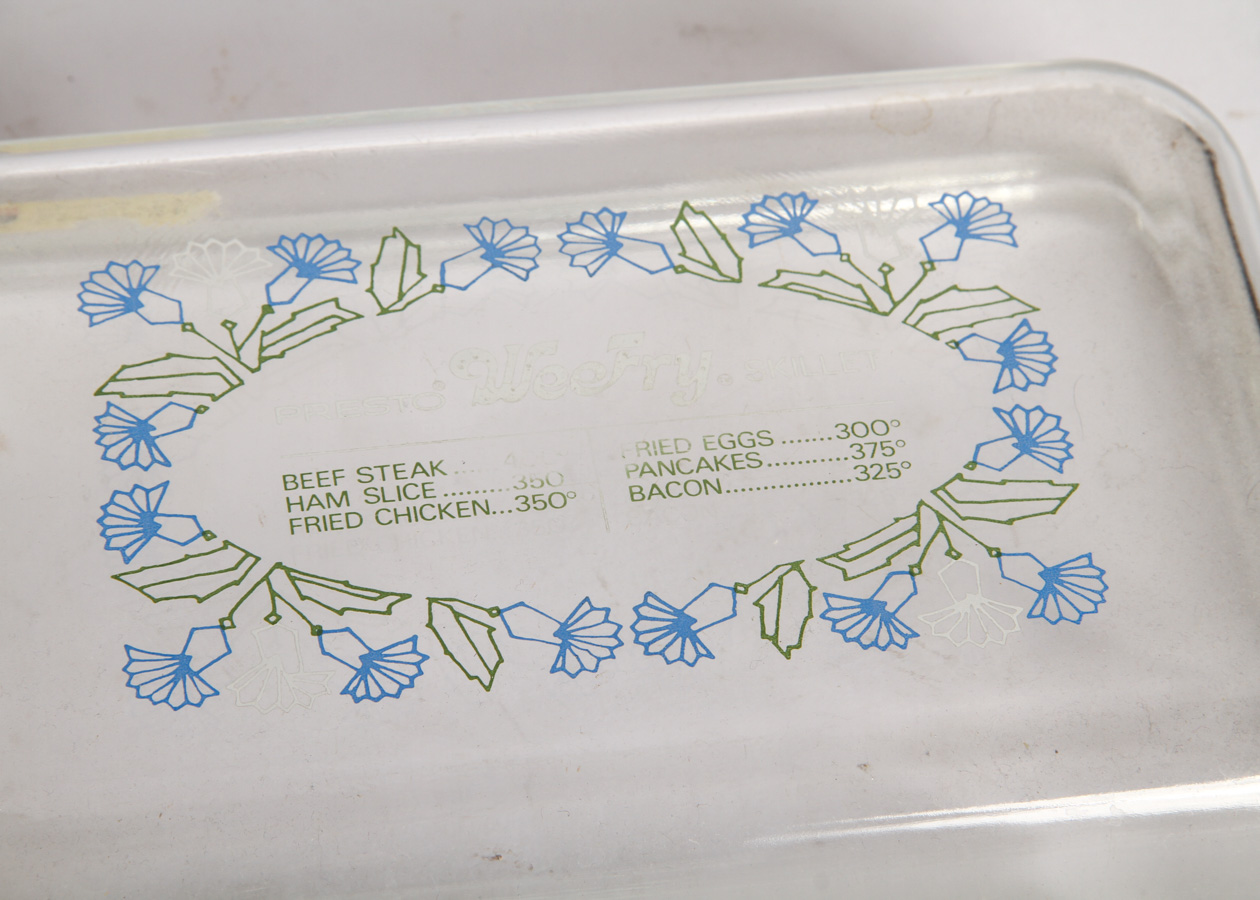 PRESTO WeeFry SKILLET
BEEF STEAK
HAM SLICE ........350
FRIED CHICKEN...350°
FRIED EGGS .......300°
PANCAKES...........375°
BACON.................325°